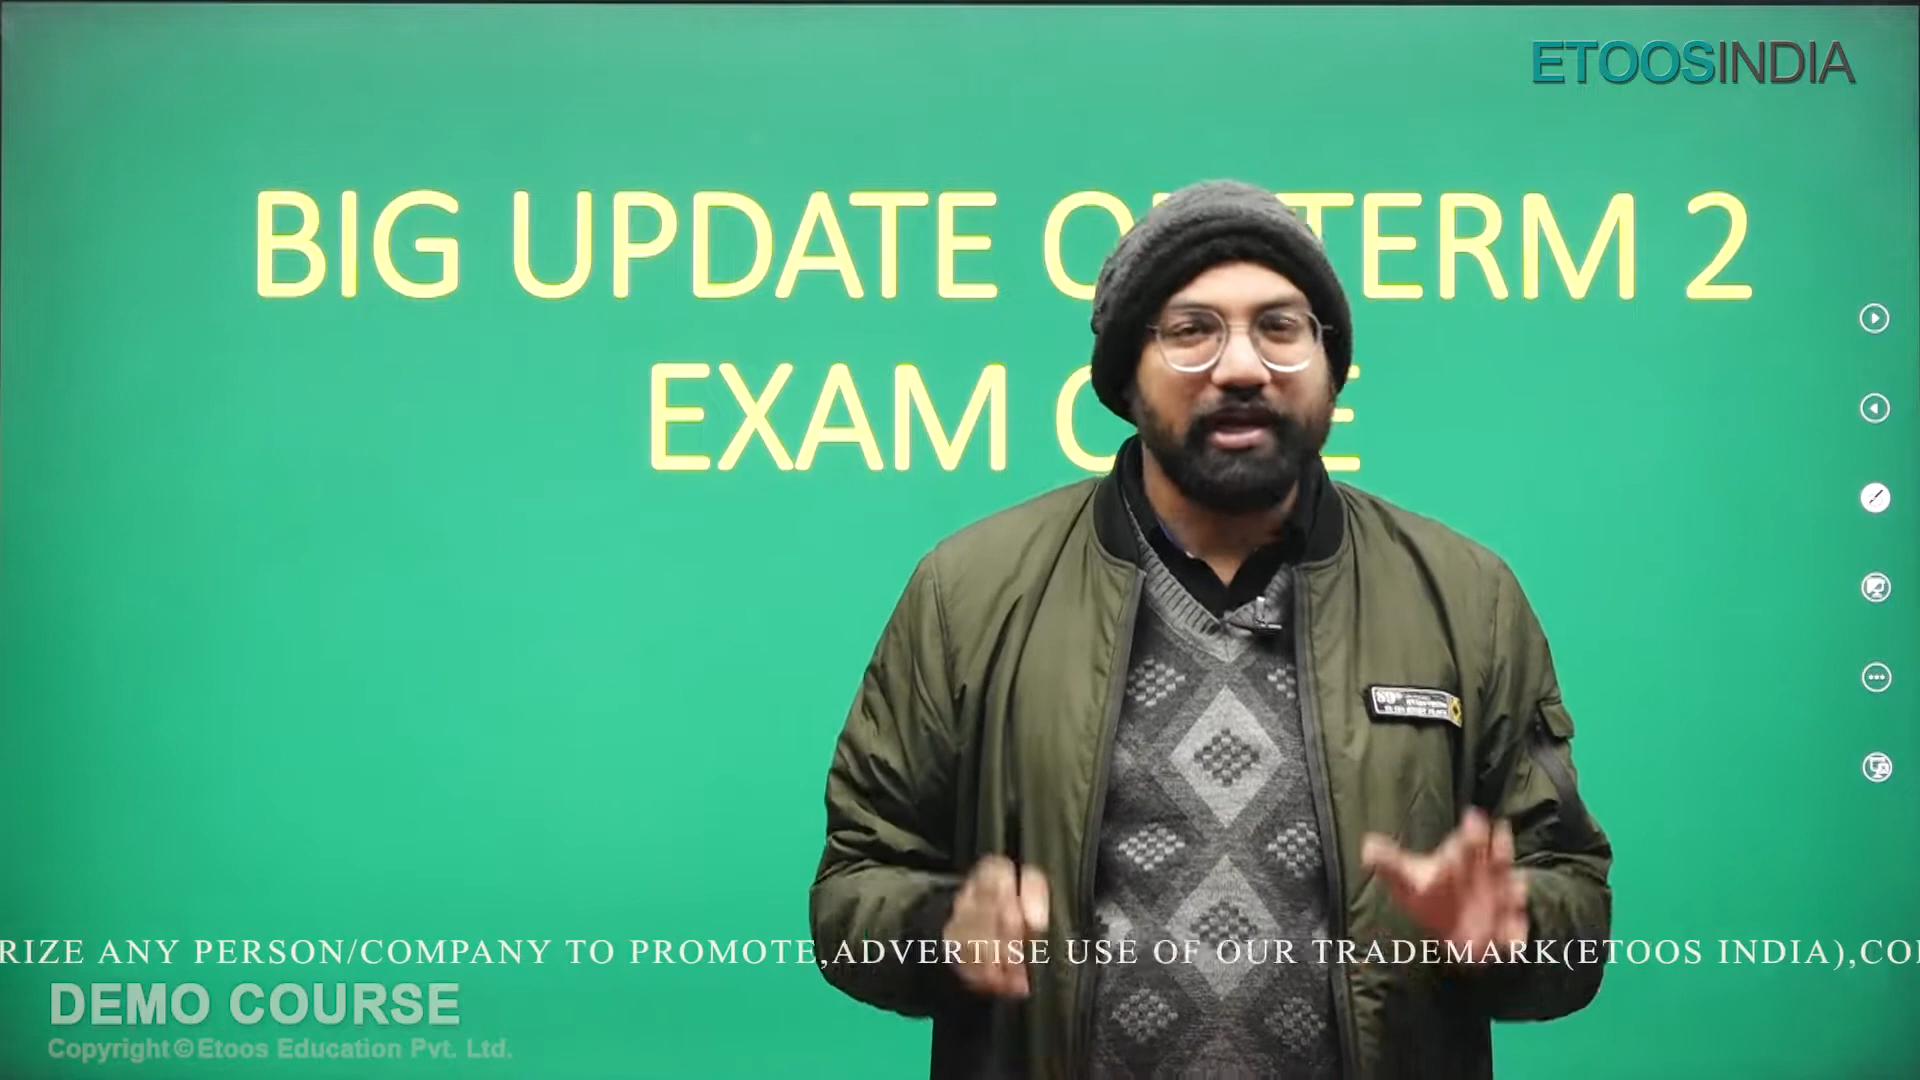 ETOOSINDIA
BIG UPDATE TERM 2
EXAM
RIZE ANY PERSON/COMPANY TO PROMOTE,ADVERTISE USE OF OUR TRADEMARK(ETOOS INDIA),CO
DEMO COURSE
Copyright©Etoos Education Pvt. Ltd.